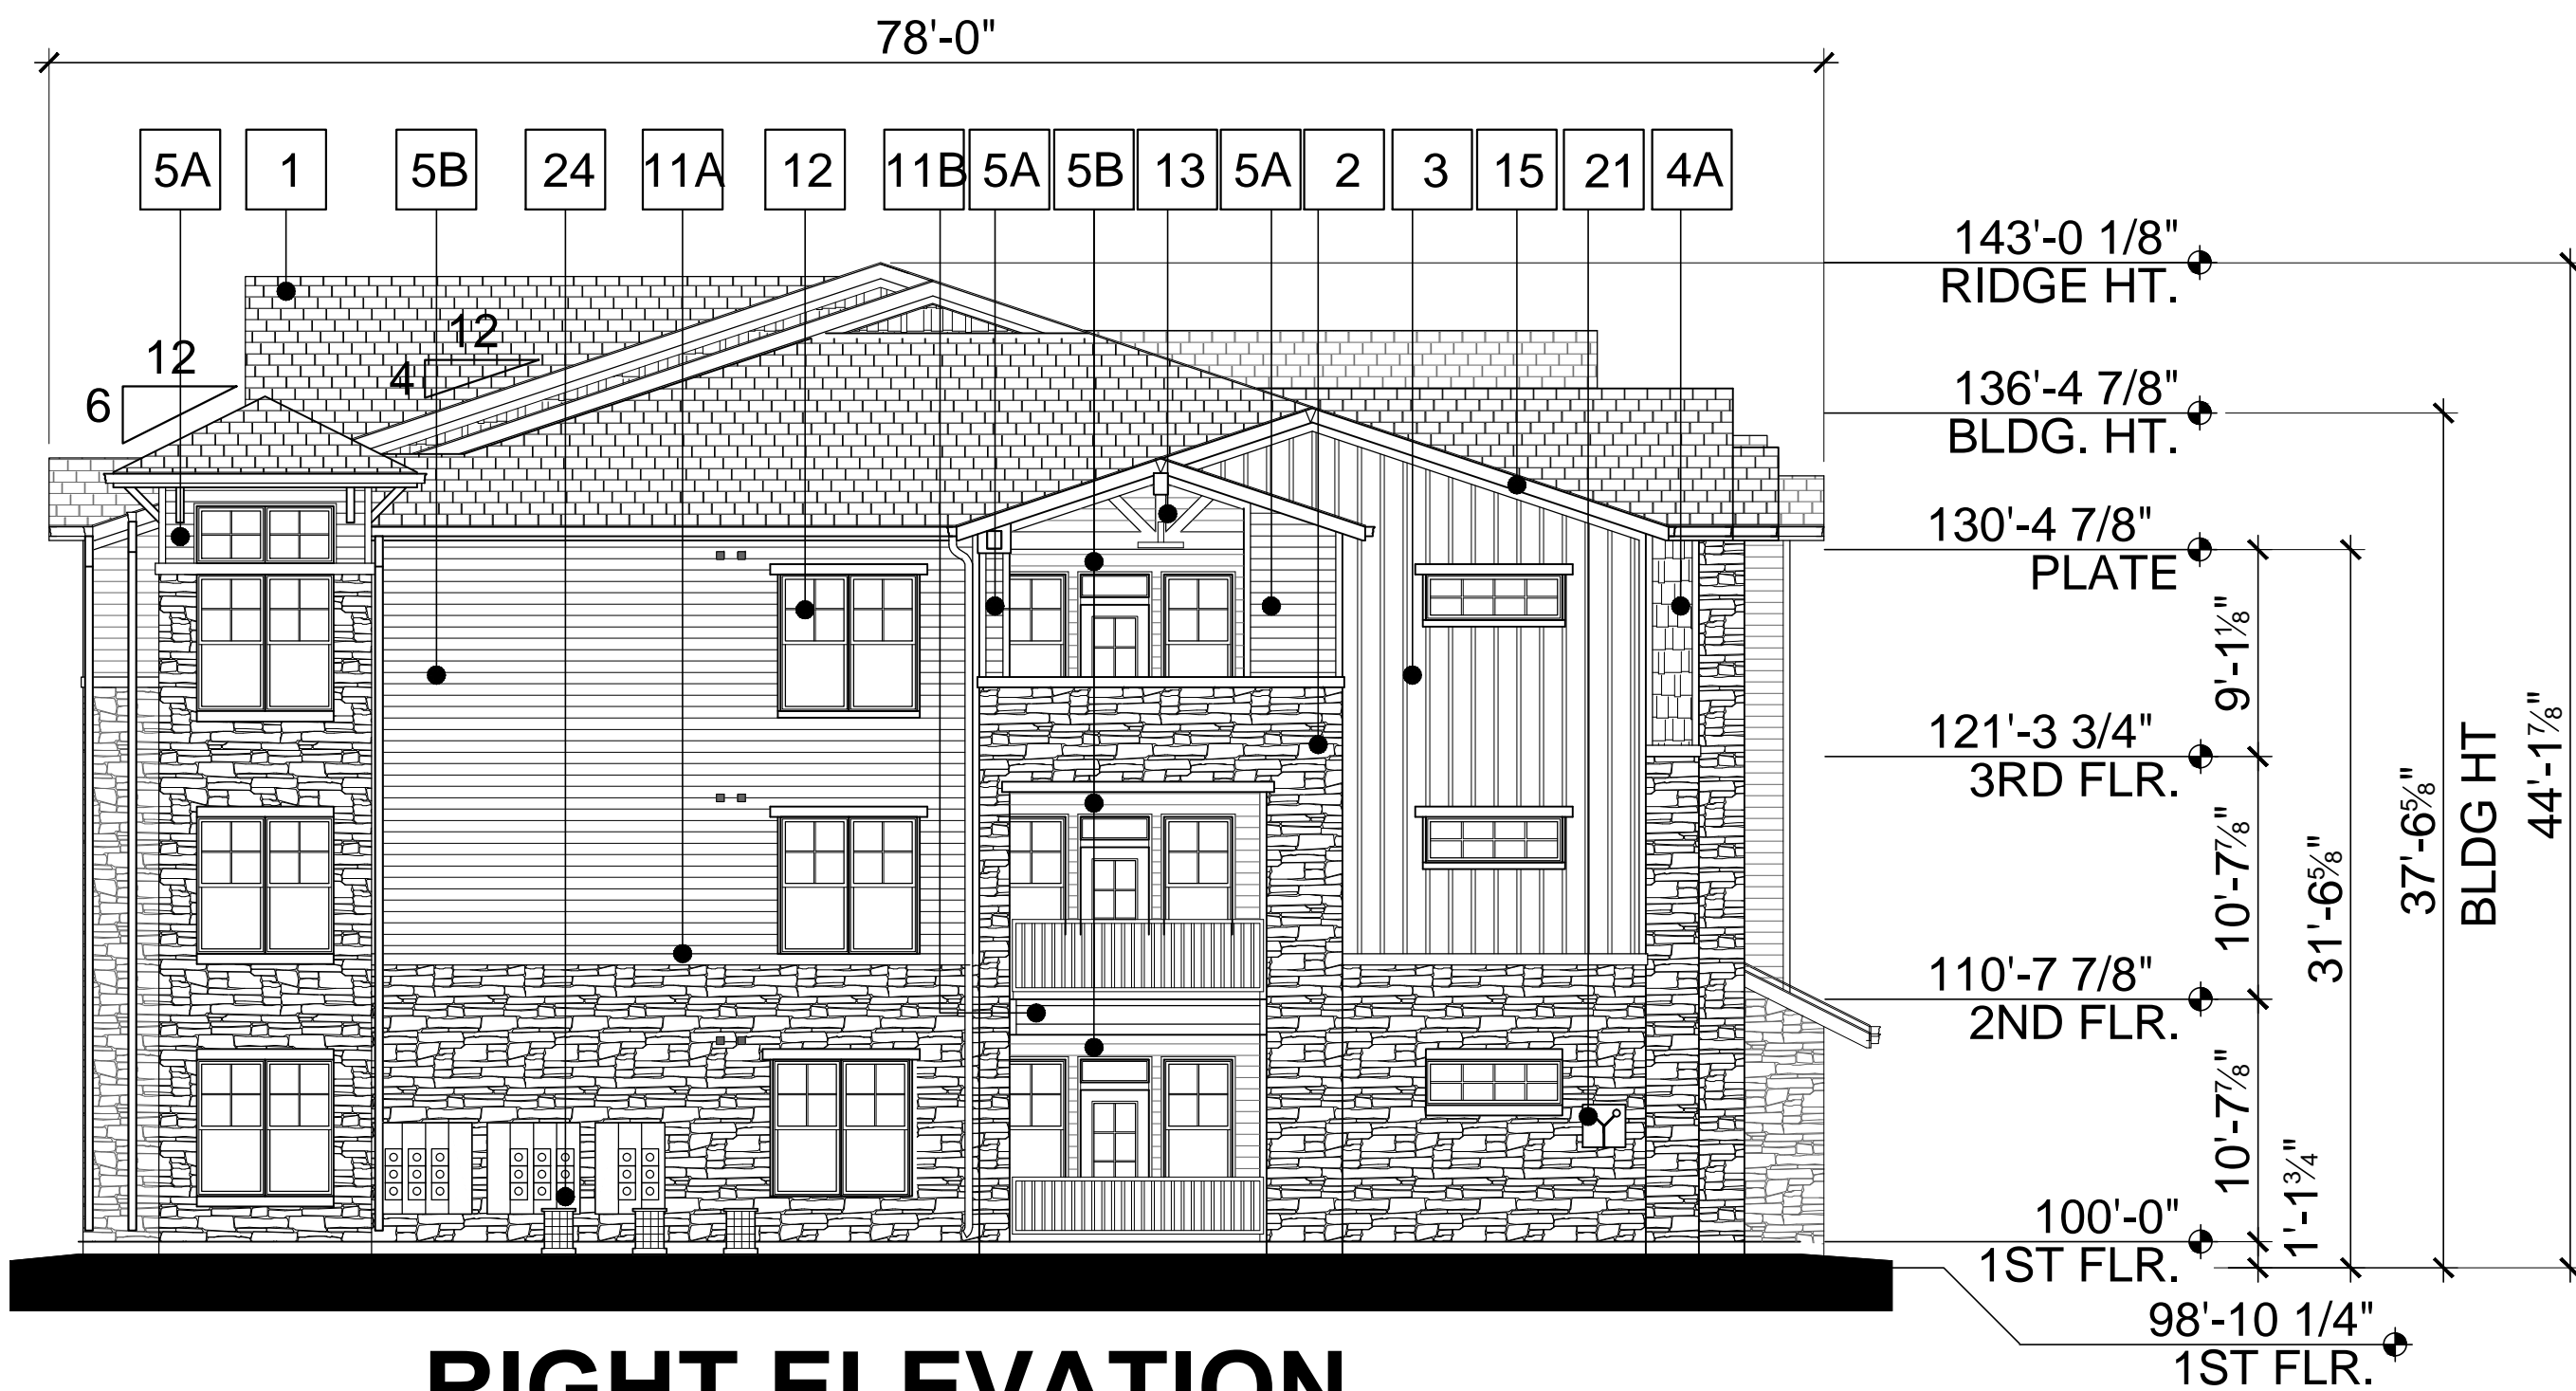 78'-0"
5A 1 5B 24 11A 12 11B 5A 5B 13 5A 2 3 15 21 4A
143'-0 1/8"
RIDGE HT.
12
6
12
4
136'-4 7/8"
BLDG. HT.
130'-4 7/8"
PLATE
9'-1⅛"
121'-3 3/4"
3RD FLR.
10'-7⅞"
31'-6⅝"
37'-6⅝"
BLDG HT
44'-1⅞"
110'-7 7/8"
2ND FLR.
10'-7⅞"
1'-1¾"
100'-0"
1ST FLR.
98'-10 1/4"
1ST FLR.
RIGHT ELEVATION